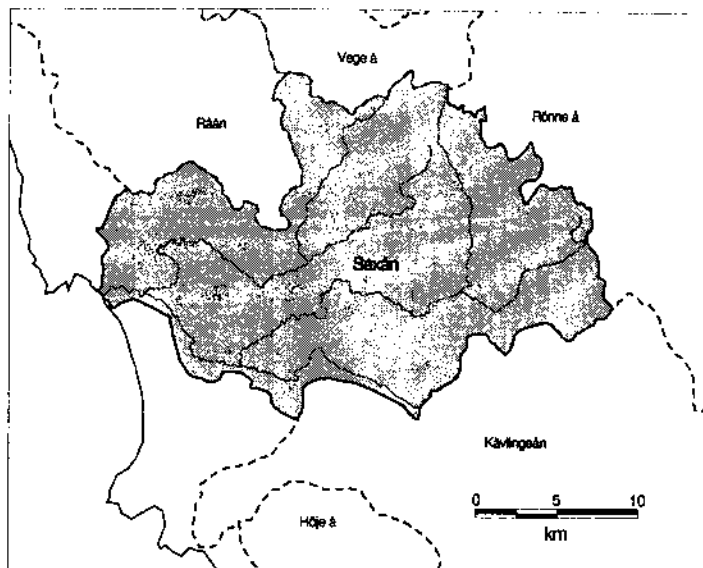 Vege å
Råån
Rönne å
Saxån
Kävlingeån
0 5 10
km
Höje å